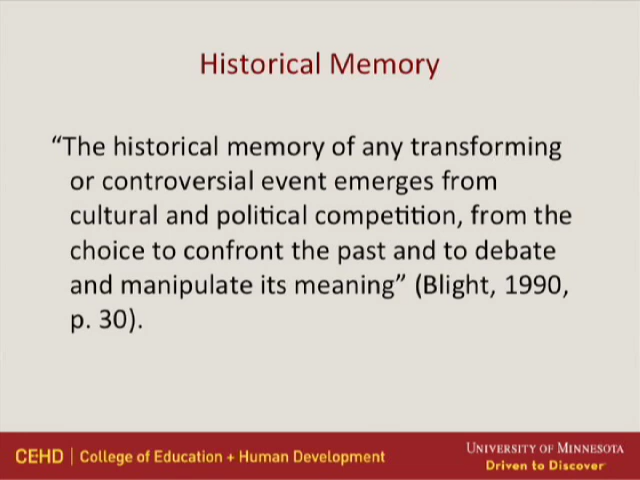 Historical Memory
“The historical memory of any transforming
or controversial event emerges from
cultural and political competition, from the
choice to confront the past and to debate
and manipulate its meaning” (Blight, 1990,
p. 30).
CEHD | College of Education + Human Development
UNIVERSITY OF MINNESOTA
Driven to Discover